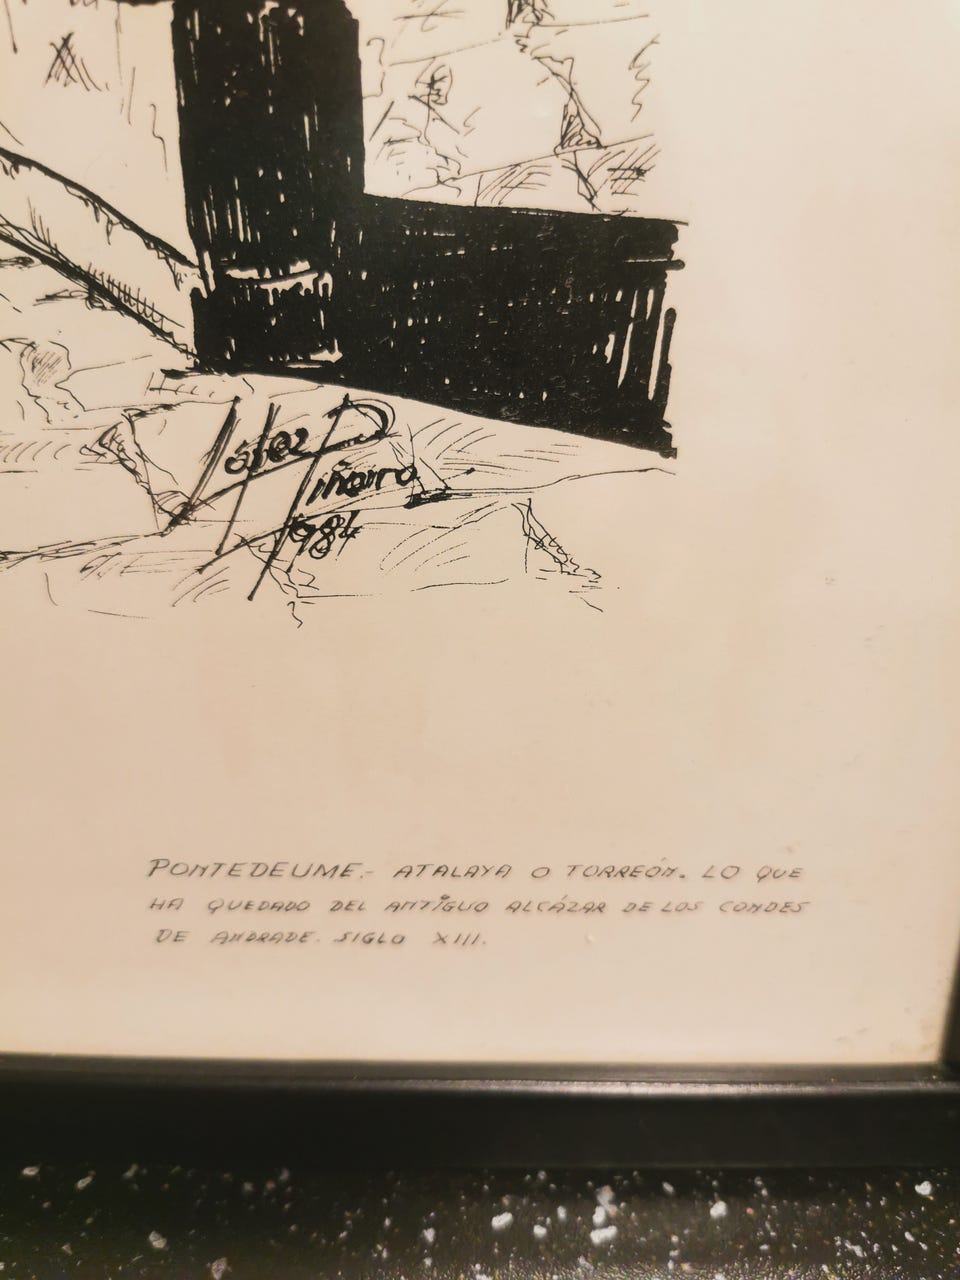 López
Piñeiro
1984
PONTEDEUME.- ATALAYA O TORREÓN. LO QUE
HA QUEDADO DEL ANTIGUO ALCÁZAR DE LOS CONDES
DE ANDRADE. SIGLO XIII.